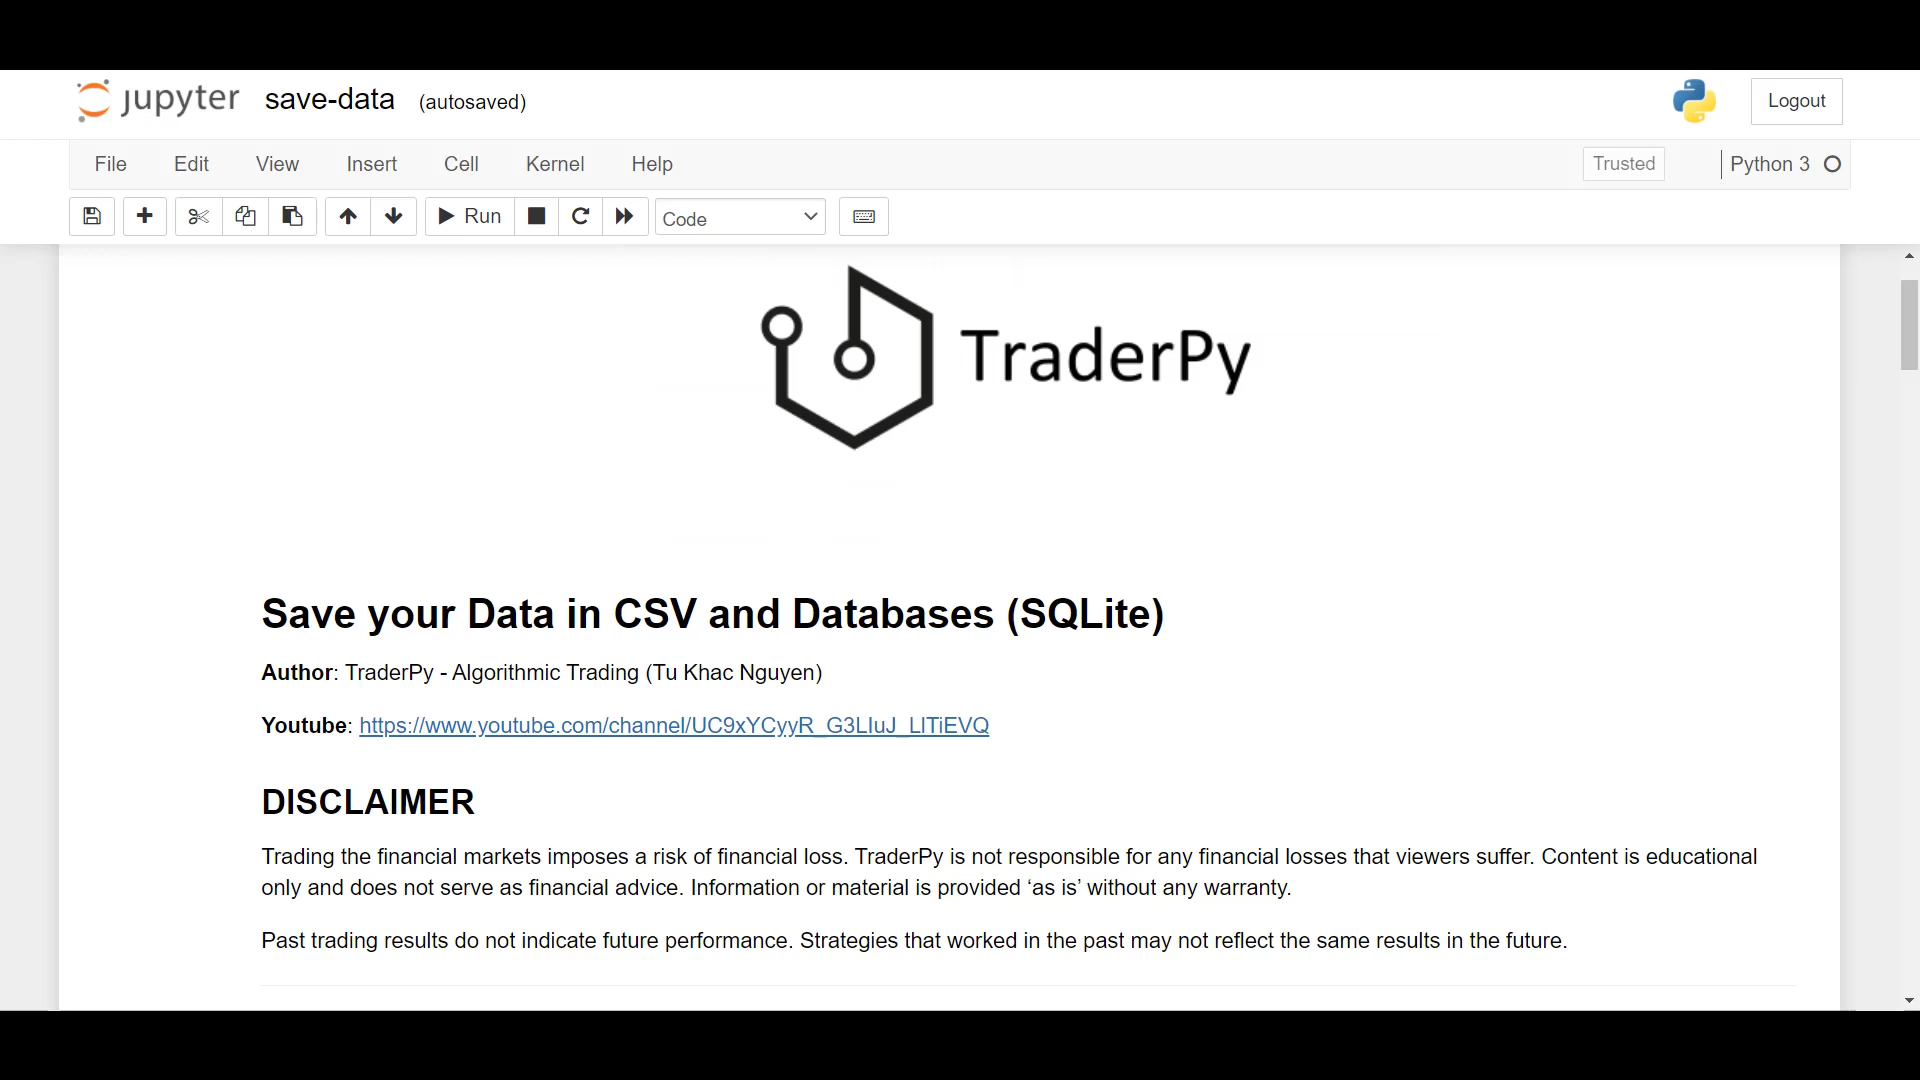 jupyter save-data (autosaved) Logout
File Edit View Insert Cell Kernel Help Trusted Python 3
Run Code
TraderPy
Save your Data in CSV and Databases (SQLite)
Author: TraderPy - Algorithmic Trading (Tu Khac Nguyen)
Youtube: https://www.youtube.com/channel/UC9xYCyyR_G3LIuJ_LlTiEVQ
DISCLAIMER
Trading the financial markets imposes a risk of financial loss. TraderPy is not responsible for any financial losses that viewers suffer. Content is educational
only and does not serve as financial advice. Information or material is provided ‘as is’ without any warranty.
Past trading results do not indicate future performance. Strategies that worked in the past may not reflect the same results in the future.